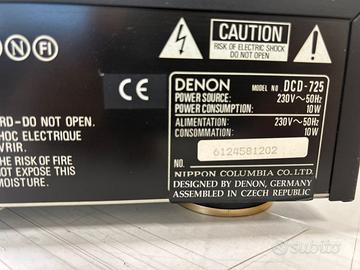 N FI
CAUTION
RISK OF ELECTRIC SHOCK
DO NOT OPEN.
CE
RD-DO NOT OPEN.
HOC ELECTRIQUE
VRIR.
E RISK OF FIRE
NOT EXPOSE
MOISTURE.
DENON MODEL NO DCD-725
POWER SOURCE: 230V~50Hz
POWER CONSUMPTION: 10W
ALIMENTATION: 230V~50Hz
CONSOMMATION: 10W
6124581202
NO.
NIPPON COLUMBIA CO. LTD.
DESIGNED BY DENON, GERMANY
ASSEMBLED IN CZECH REPUBLIC
subito